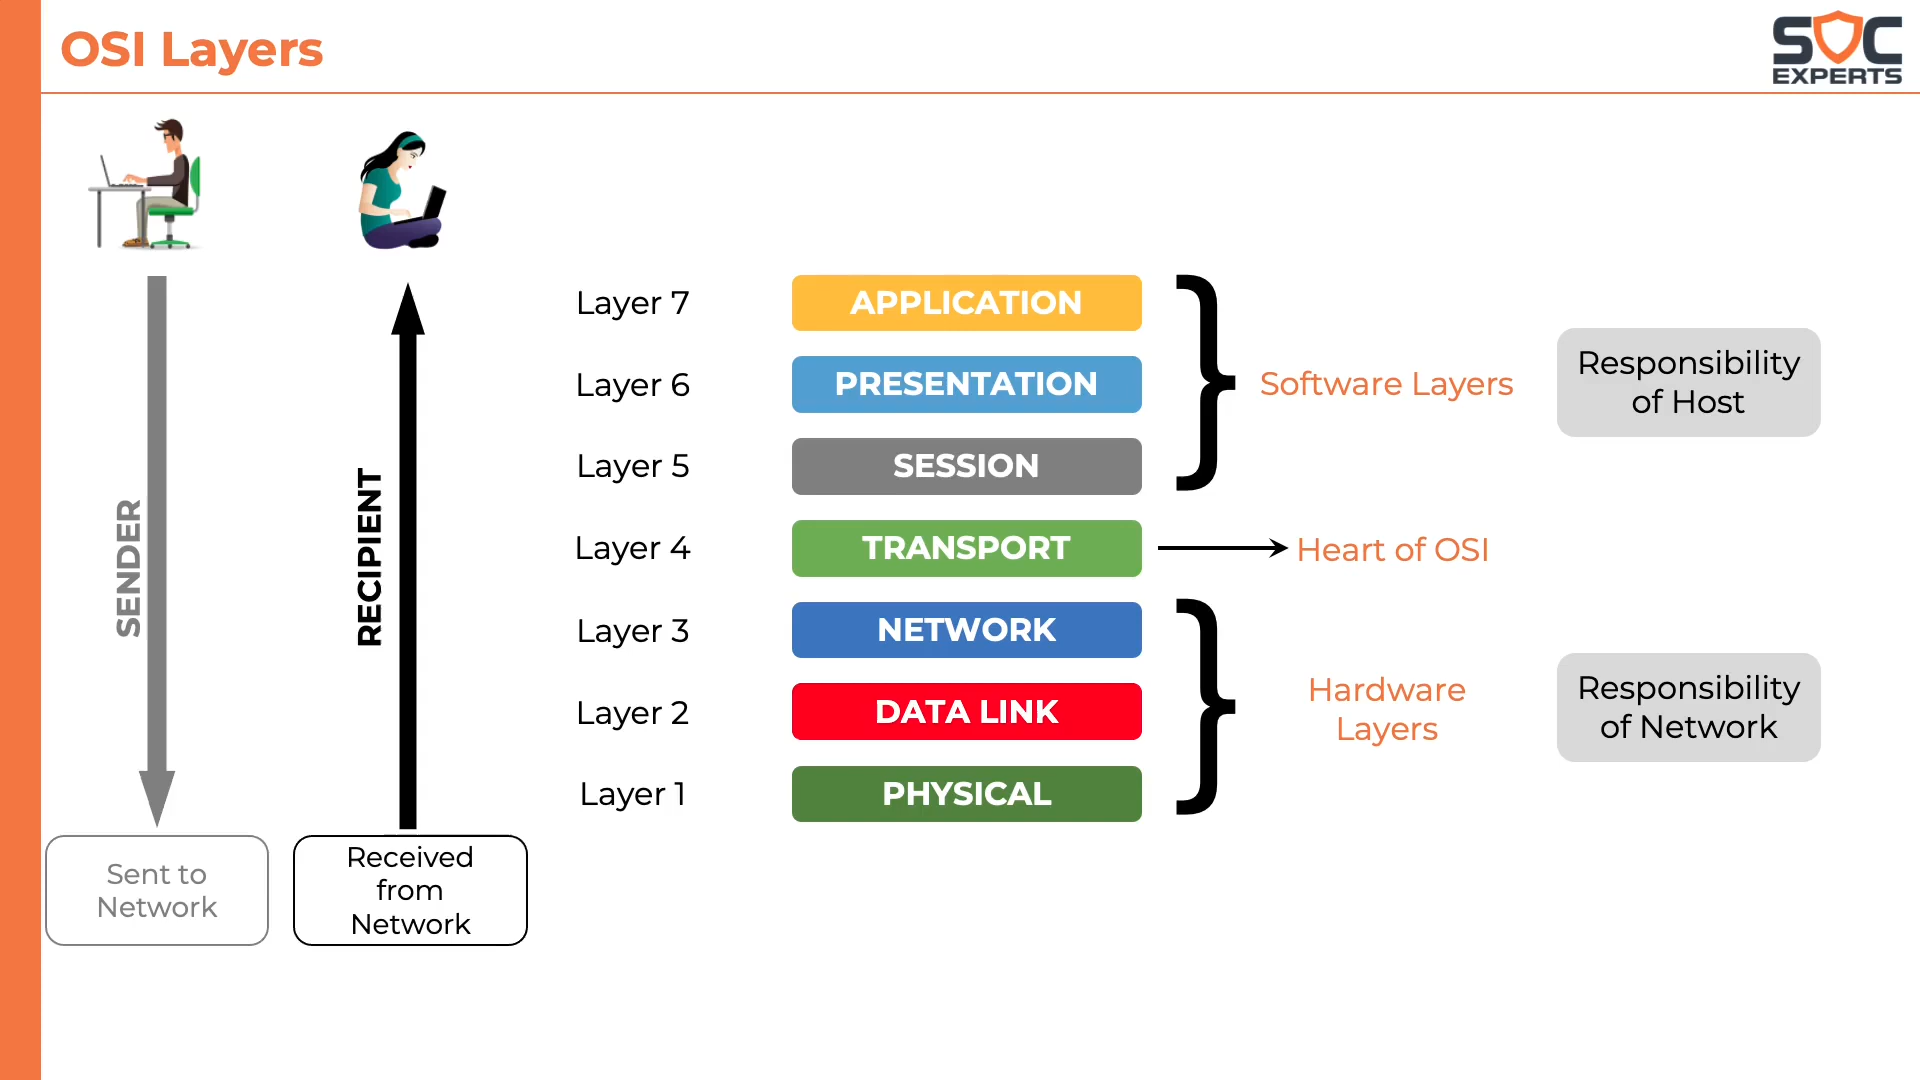 OSI Layers
SOC
EXPERTS
SENDER
Sent to
Network
RECIPIENT
Received
from
Network
Layer 7 APPLICATION
Layer 6 PRESENTATION
Layer 5 SESSION
Software Layers
Responsibility
of Host
Layer 4 TRANSPORT
Heart of OSI
Layer 3 NETWORK
Layer 2 DATA LINK
Layer 1 PHYSICAL
Hardware
Layers
Responsibility
of Network